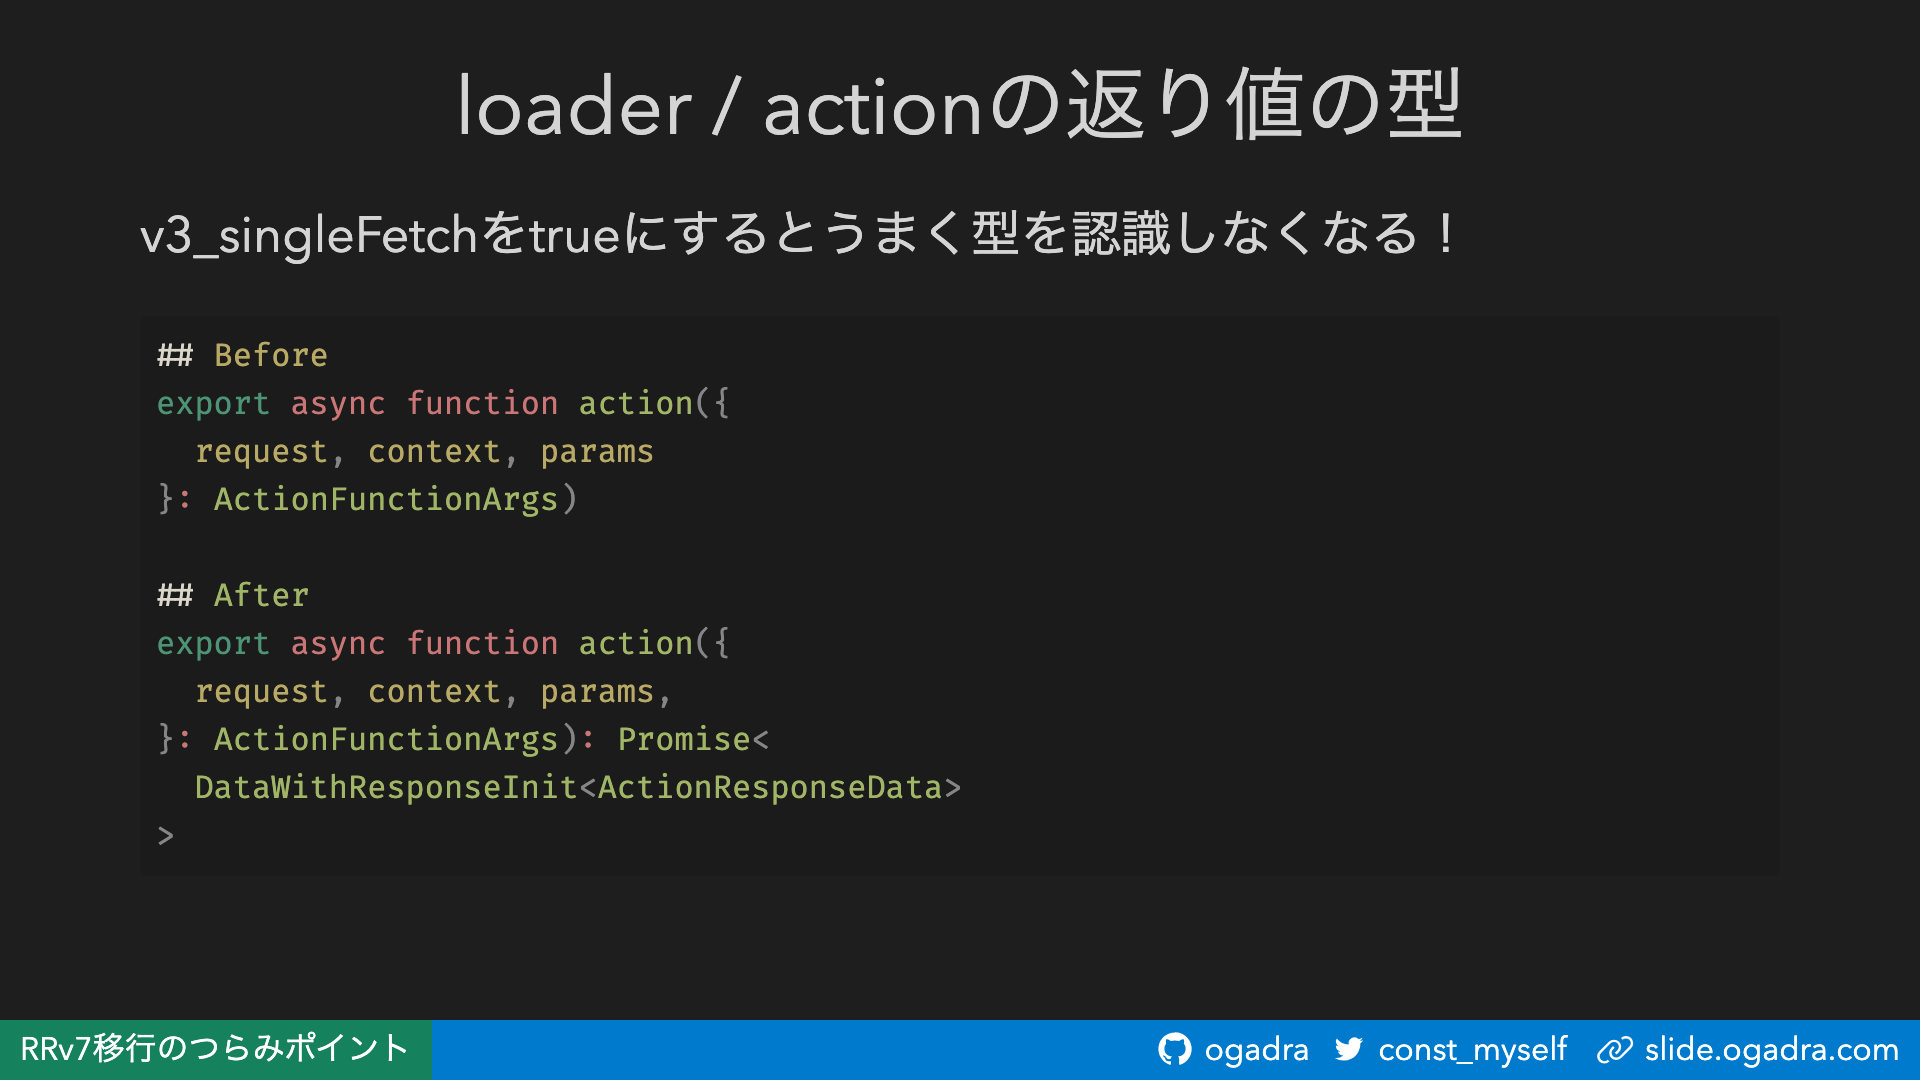 loader / actionの返り値の型
v3_singleFetchをtrueにするとうまく型を認識しなくなる！
## Before
export async function action({
  request, context, params
}: ActionFunctionArgs)
## After
export async function action({
  request, context, params,
}: ActionFunctionArgs): Promise<
  DataWithResponseInit<ActionResponseData>
>
RRv7移行のつらみポイント
ogadra const_myself slide.ogadra.com